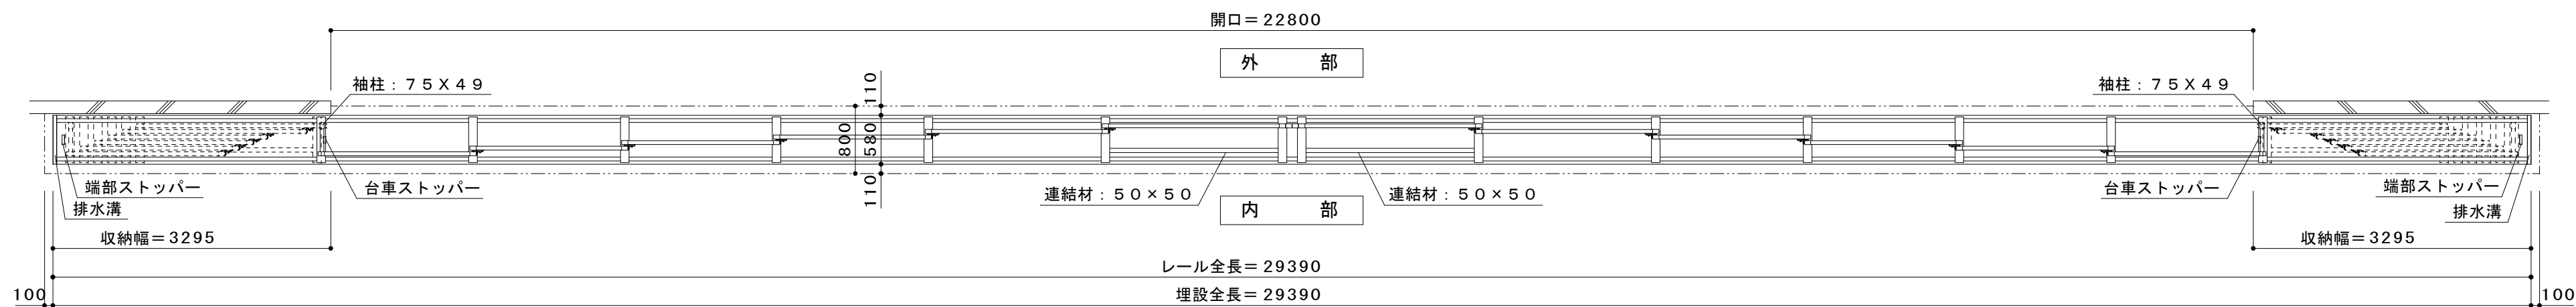 開口＝22800
外　部
袖柱：７５Ｘ４９
袖柱：７５Ｘ４９
110
800
580
110
端部ストッパー
排水溝
台車ストッパー
連結材：５０×５０
連結材：５０×５０
内　部
台車ストッパー
端部ストッパー
排水溝
収納幅＝3295
収納幅＝3295
レール全長＝29390
100
埋設全長＝29390
100